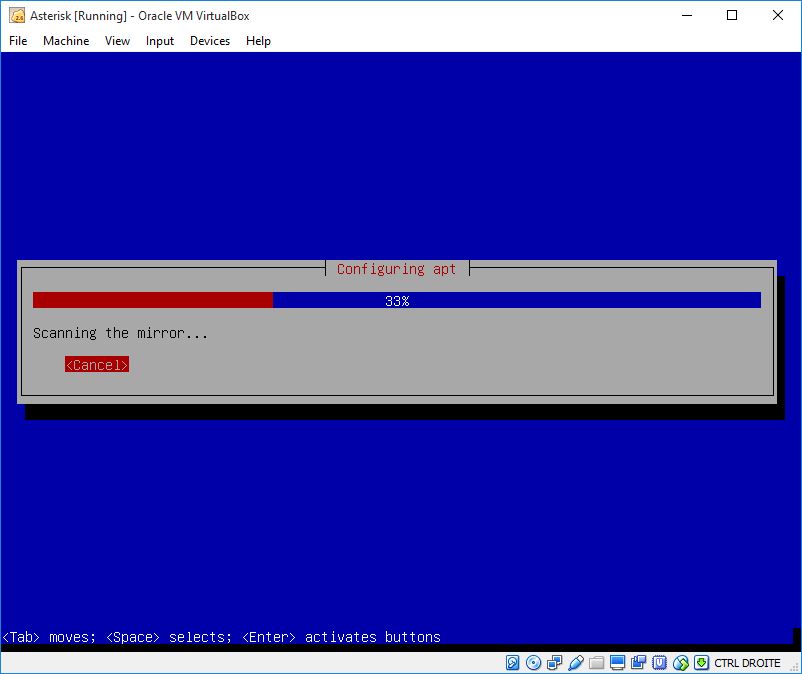 Asterisk [Running] - Oracle VM VirtualBox
File Machine View Input Devices Help
Configuring apt
33%
Scanning the mirror...
<Cancel>
<Tab> moves; <Space> selects; <Enter> activates buttons
CTRL DROITE